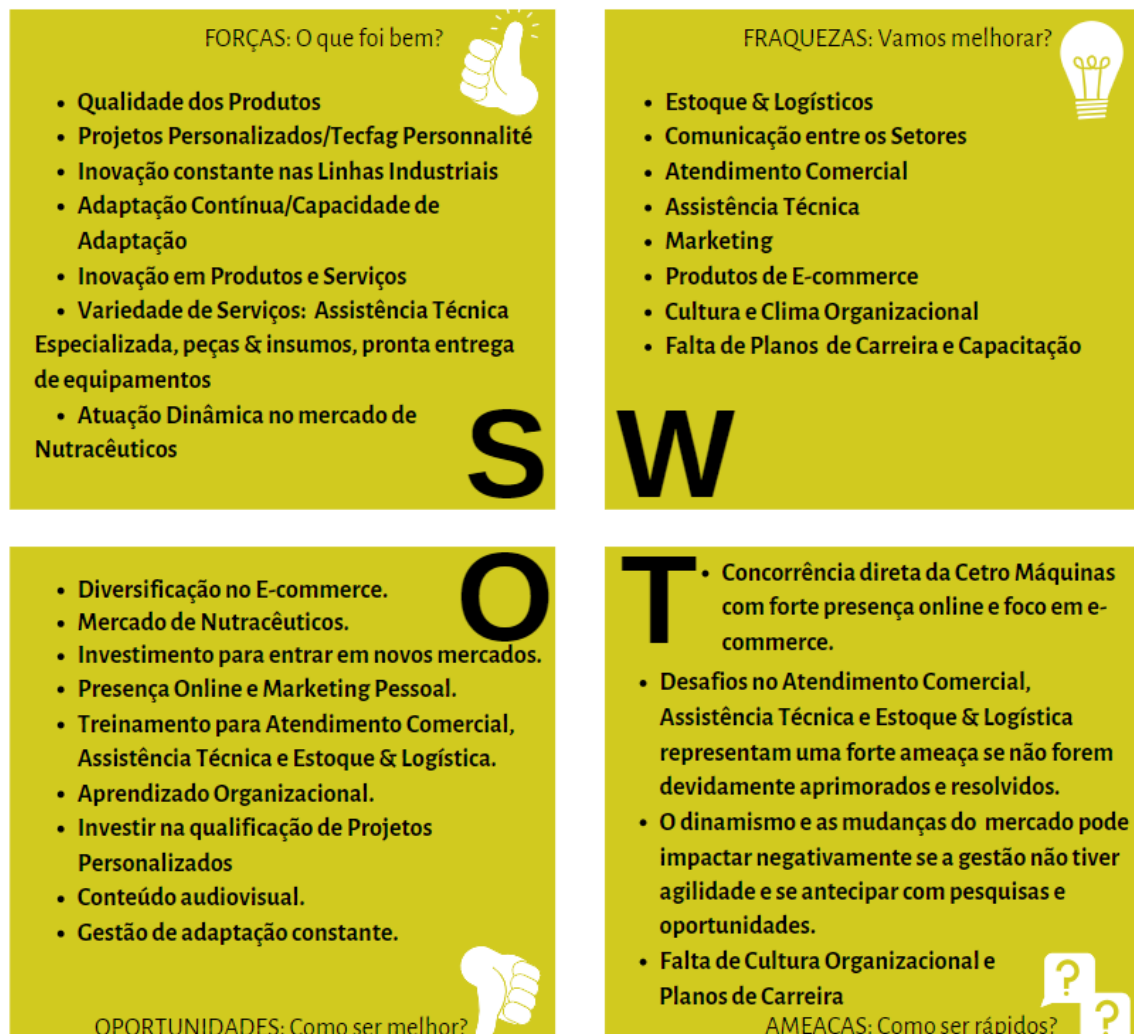 FORÇAS: O que foi bem?
• Qualidade dos Produtos
• Projetos Personalizados/Tecfag Personnalité
• Inovação constante nas Linhas Industriais
• Adaptação Contínua/Capacidade de
Adaptação
• Inovação em Produtos e Serviços
• Variedade de Serviços: Assistência Técnica
Especializada, peças & insumos, pronta entrega
de equipamentos
• Atuação Dinâmica no mercado de
Nutracêuticos
S
FRAQUEZAS: Vamos melhorar?
• Estoque & Logísticos
• Comunicação entre os Setores
• Atendimento Comercial
• Assistência Técnica
• Marketing
• Produtos de E-commerce
• Cultura e Clima Organizacional
• Falta de Planos de Carreira e Capacitação
W
O
• Diversificação no E-commerce.
• Mercado de Nutracêuticos.
• Investimento para entrar em novos mercados.
• Presença Online e Marketing Pessoal.
• Treinamento para Atendimento Comercial,
Assistência Técnica e Estoque & Logística.
• Aprendizado Organizacional.
• Investir na qualificação de Projetos
Personalizados
• Conteúdo audiovisual.
• Gestão de adaptação constante.
OPORTUNIDADES: Como ser melhor?
T
• Concorrência direta da Cetro Máquinas
com forte presença online e foco em e-
commerce.
• Desafios no Atendimento Comercial,
Assistência Técnica e Estoque & Logística
representam uma forte ameaça se não forem
devidamente aprimorados e resolvidos.
• O dinamismo e as mudanças do mercado pode
impactar negativamente se a gestão não tiver
agilidade e se antecipar com pesquisas e
oportunidades.
• Falta de Cultura Organizacional e
Planos de Carreira
?
?
AMEAÇAS: Como ser rápidos?